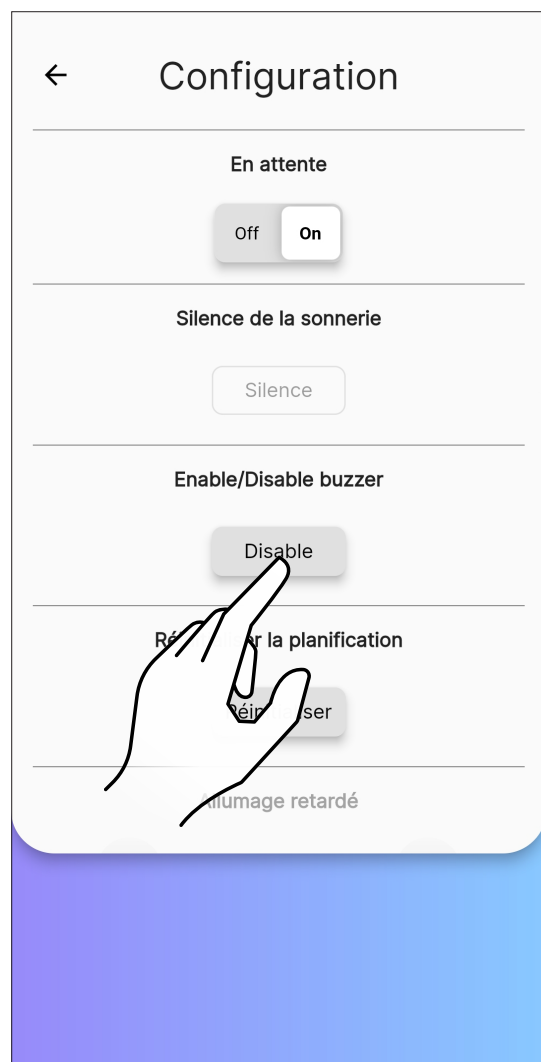 Configuration
En attente
Off On
Silence de la sonnerie
Silence
Enable/Disable buzzer
Disable
la planification
Allumage retardé